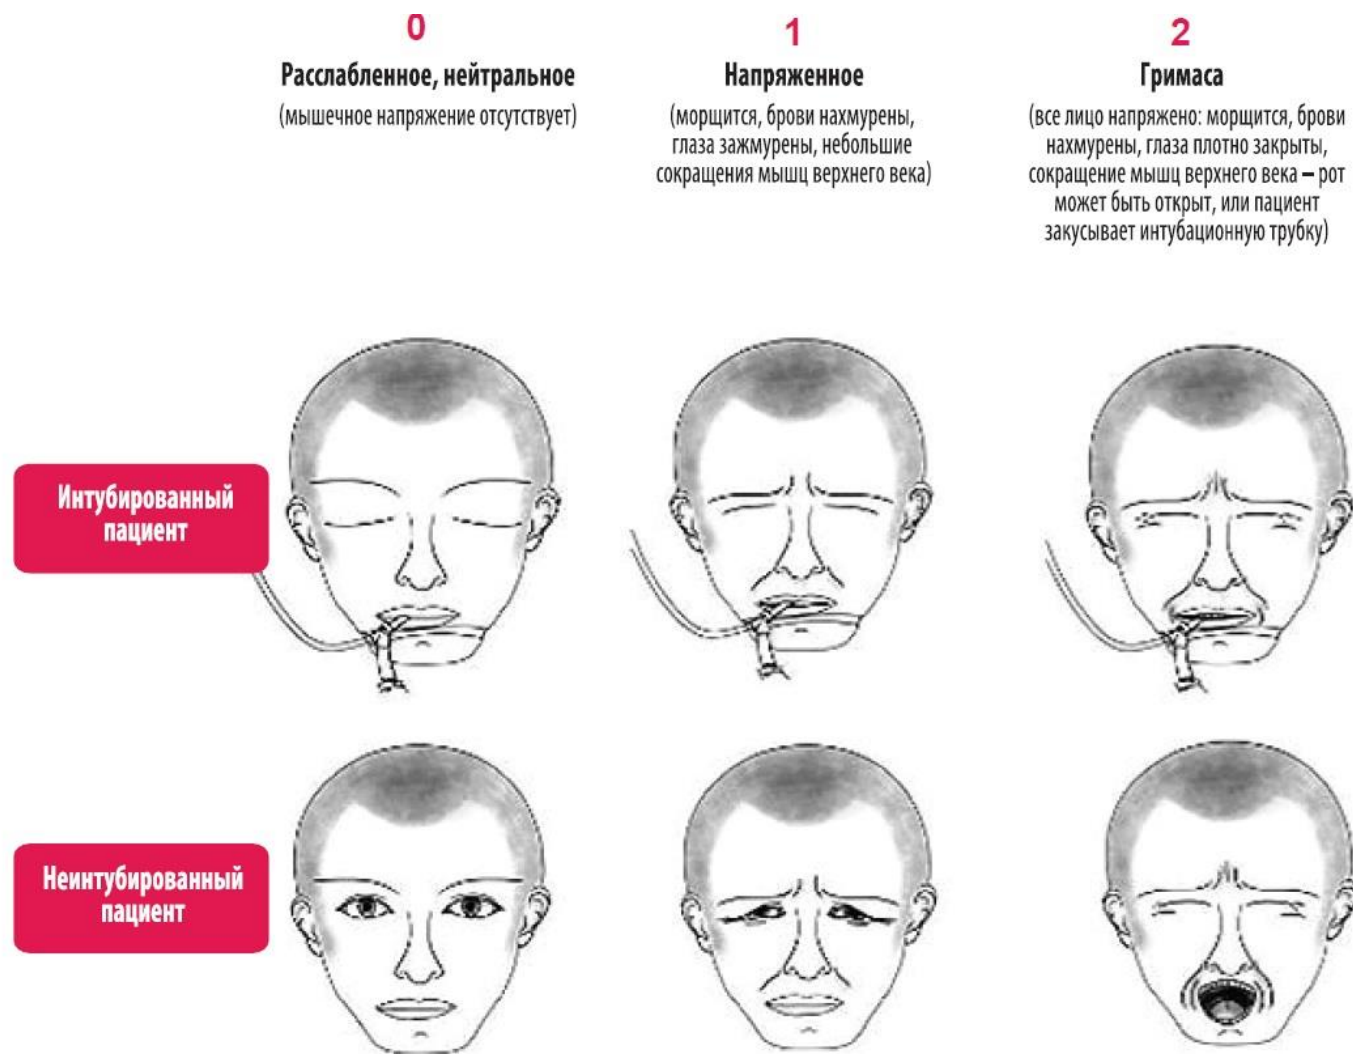 0
Расслабленное, нейтральное
(мышечное напряжение отсутствует)
1
Напряженное
(морщится, брови нахмурены,
глаза зажмурены, небольшие
сокращения мышц верхнего века)
2
Гримаса
(все лицо напряжено: морщится, брови
нахмурены, глаза плотно закрыты,
сокращение мышц верхнего века – рот
может быть открыт, или пациент
закусывает интубационную трубку)
Интубированный
пациент
Неинтубированный
пациент